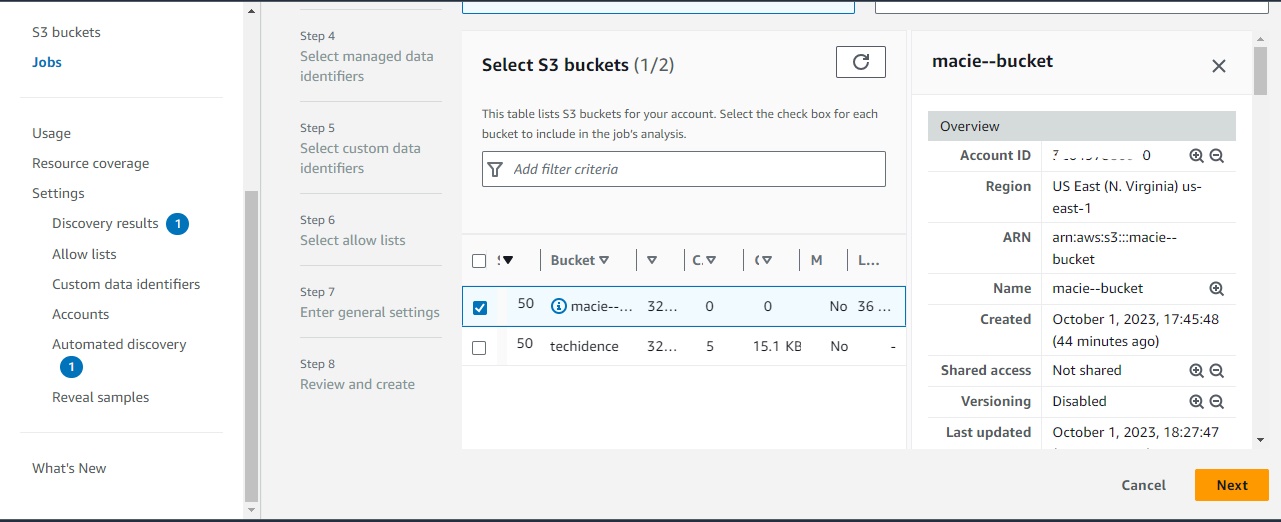 S3 buckets
Jobs
Usage
Resource coverage
Settings
Discovery results 1
Allow lists
Custom data identifiers
Accounts
Automated discovery
1
Reveal samples
What's New
Step 4
Select managed data
identifiers
Step 5
Select custom data
identifiers
Step 6
Select allow lists
Step 7
Enter general settings
Step 8
Review and create
Select S3 buckets (1/2)
This table lists S3 buckets for your account. Select the check box for each
bucket to include in the job's analysis.
Add filter criteria
Bucket C. M L...
50 macie--... 32... 0 0 No 36 ...
50 techidence 32... 5 15.1 KB No -
macie--bucket
Overview
Account ID 0
Region US East (N. Virginia) us-
east-1
ARN arn:aws:s3:::macie--
bucket
Name macie--bucket
Created October 1, 2023, 17:45:48
(44 minutes ago)
Shared access Not shared
Versioning Disabled
Last updated October 1, 2023, 18:27:47
Cancel Next